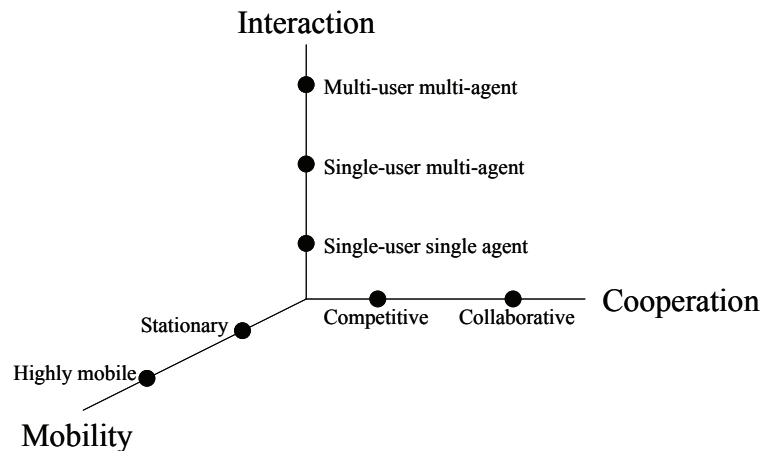 Interaction
Multi-user multi-agent
Single-user multi-agent
Single-user single agent
Cooperation
Competitive
Collaborative
Stationary
Highly mobile
Mobility